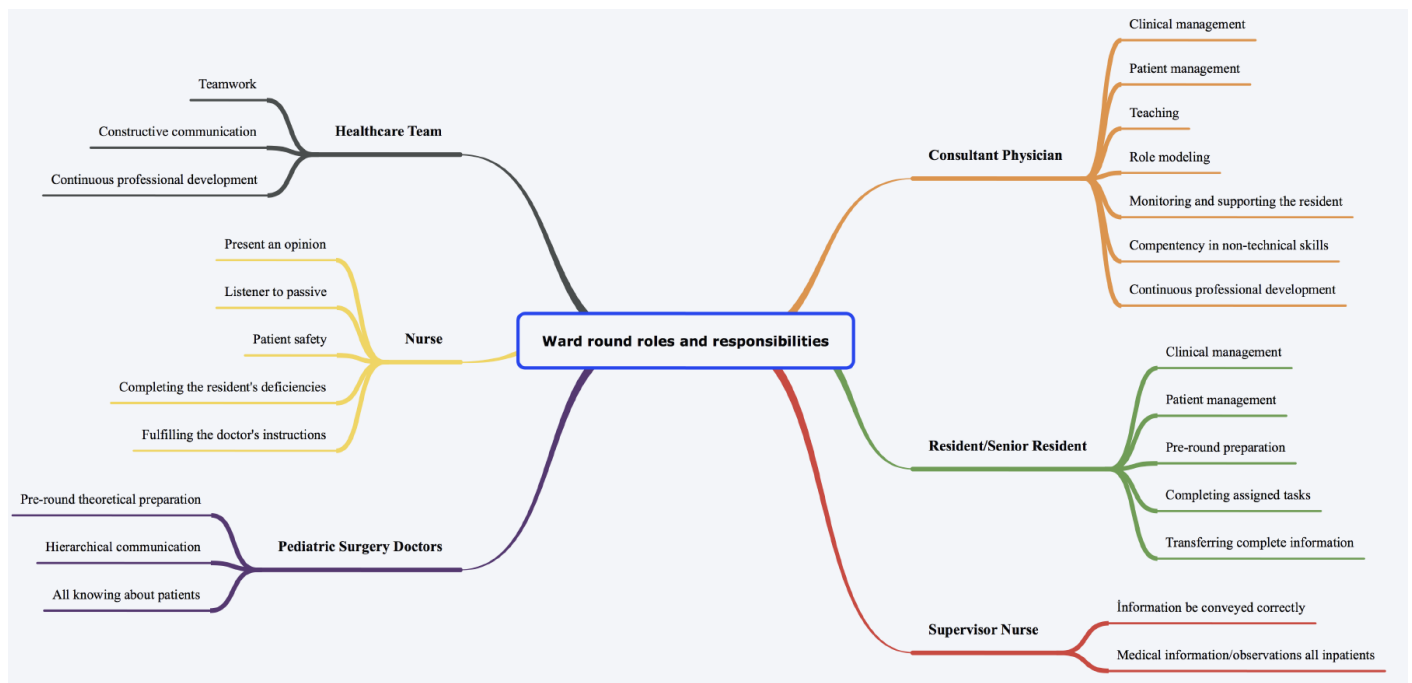 Ward round roles and responsibilities
Healthcare Team
Teamwork
Constructive communication
Continuous professional development
Nurse
Present an opinion
Listener to passive
Patient safety
Completing the resident's deficiencies
Fulfilling the doctor's instructions
Pediatric Surgery Doctors
Pre-round theoretical preparation
Hierarchical communication
All knowing about patients
Consultant Physician
Clinical management
Patient management
Teaching
Role modeling
Monitoring and supporting the resident
Compentency in non-technical skills
Continuous professional development
Resident/Senior Resident
Clinical management
Patient management
Pre-round preparation
Completing assigned tasks
Transferring complete information
Supervisor Nurse
İnformation be conveyed correctly
Medical information/observations all inpatients